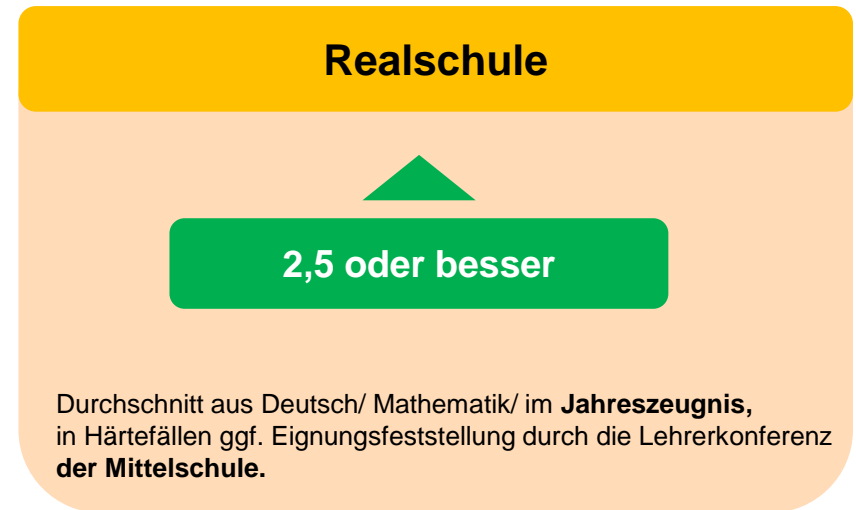 Realschule
2,5 oder besser
Durchschnitt aus Deutsch/ Mathematik/ im Jahreszeugnis,
in Härtefällen ggf. Eignungsfeststellung durch die Lehrerkonferenz
der Mittelschule.